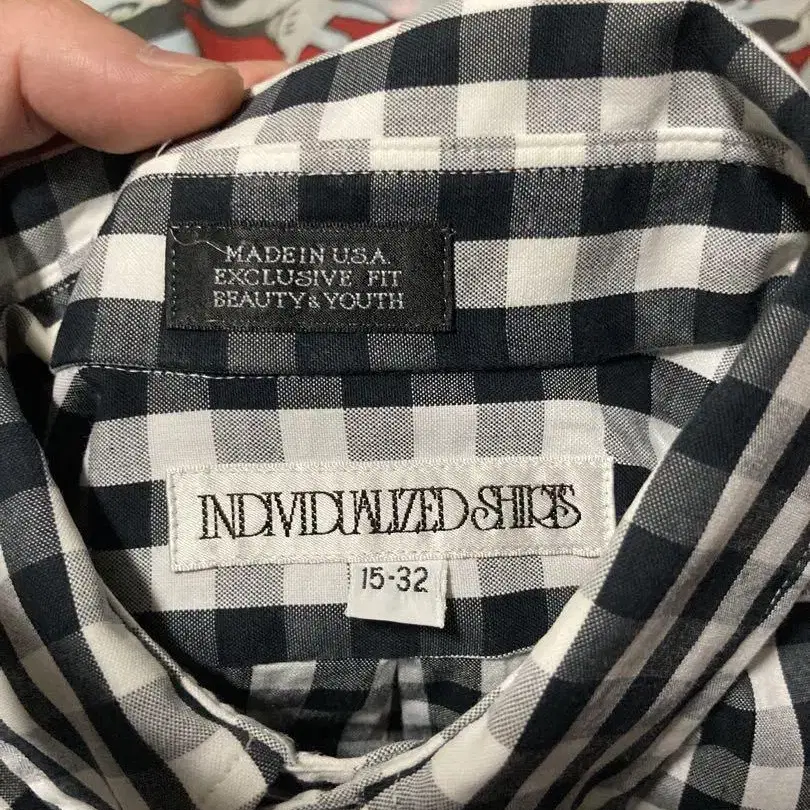 MADE IN U.S.A.
EXCLUSIVE FIT
BEAUTY & YOUTH
INDIVIDUALIZED SHIRTS
15-32